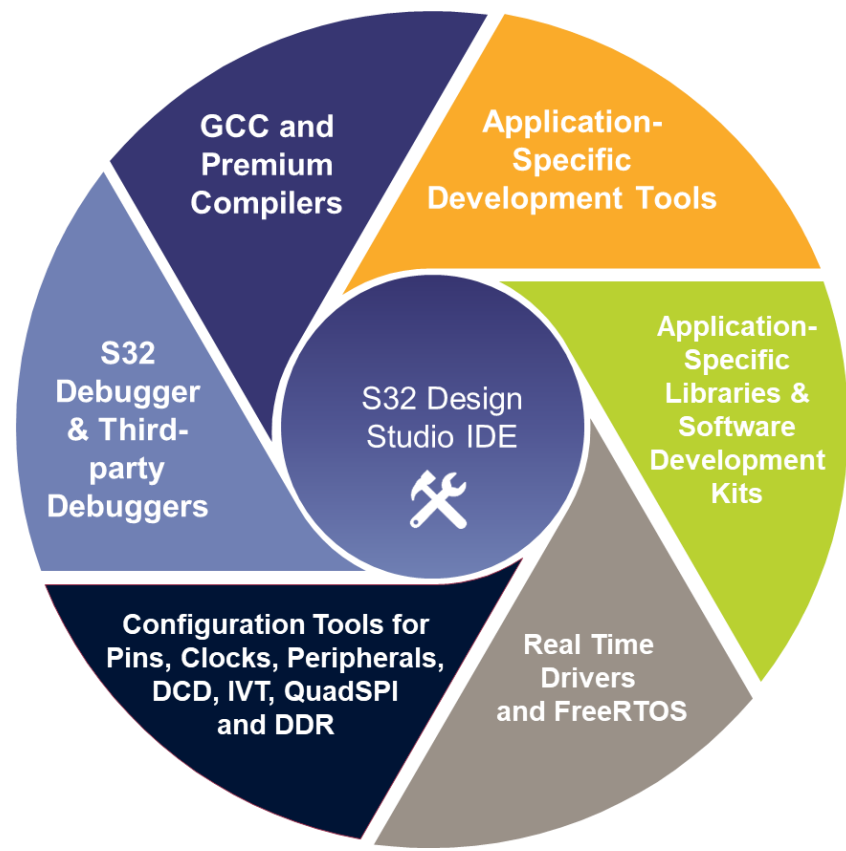 GCC and
Premium
Compilers
Application-
Specific
Development Tools
Application-
Specific
Libraries &
Software
Development
Kits
Real Time
Drivers
and FreeRTOS
Configuration Tools for
Pins, Clocks, Peripherals,
DCD, IVT, QuadSPI
and DDR
S32
Debugger
& Third-
party
Debuggers
S32 Design
Studio IDE